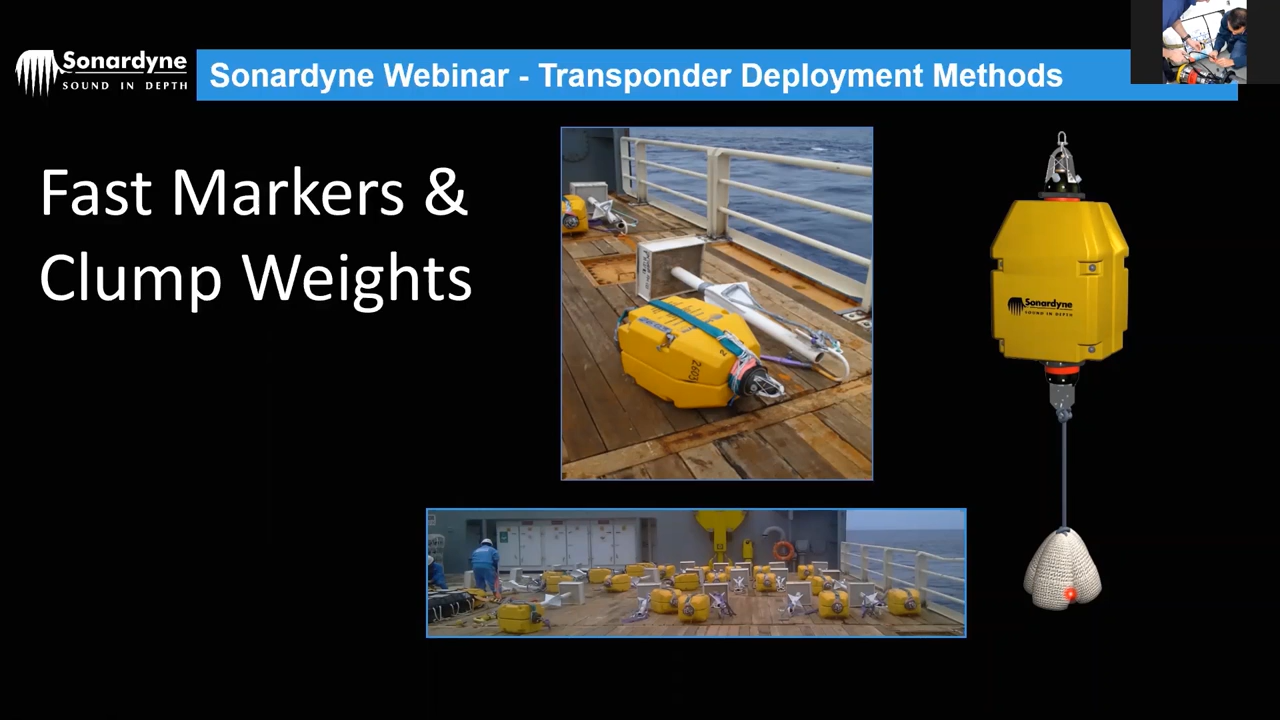 Sonardyne
SOUND IN DEPTH
Sonardyne Webinar - Transponder Deployment Methods
Fast Markers &
Clump Weights
Sonardyne
SOUND IN DEPTH